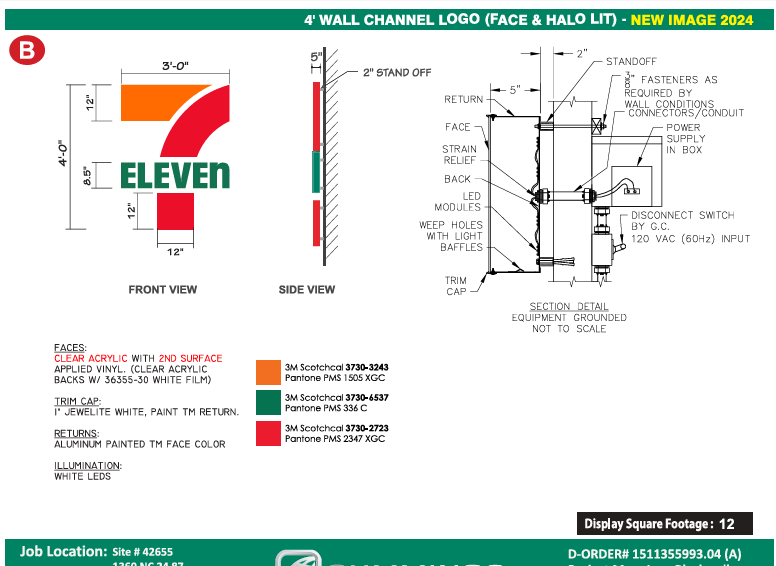 4' WALL CHANNEL LOGO (FACE & HALO LIT) - NEW IMAGE 2024
B
3'-0"
12"
4'-0"
8.5"
ELEVEn
12"
12"
FRONT VIEW
5"
2" STAND OFF
SIDE VIEW
2"
5"
STANDOFF
RETURN
3/8" FASTENERS AS
REQUIRED BY
WALL CONDITIONS
CONNECTORS/CONDUIT
FACE
POWER
SUPPLY
IN BOX
STRAIN
RELIEF
BACK
LED
MODULES
DISCONNECT SWITCH
BY G.C.
120 VAC (60Hz) INPUT
WEEP HOLES
WITH LIGHT
BAFFLES
TRIM
CAP
SECTION DETAIL
EQUIPMENT GROUNDED
NOT TO SCALE
FACES:
CLEAR ACRYLIC WITH 2ND SURFACE
APPLIED VINYL. (CLEAR ACRYLIC
BACKS W/ 36355-30 WHITE FILM)
TRIM CAP:
1" JEWELITE WHITE, PAINT TM RETURN.
RETURNS:
ALUMINUM PAINTED TM FACE COLOR
ILLUMINATION:
WHITE LEDS
3M Scotchcal 3730-3243
Pantone PMS 1505 XGC
3M Scotchcal 3730-6537
Pantone PMS 336 C
3M Scotchcal 3730-2723
Pantone PMS 2347 XGC
Display Square Footage: 12
Job Location: Site # 42655
D-ORDER# 1511355993.04 (A)